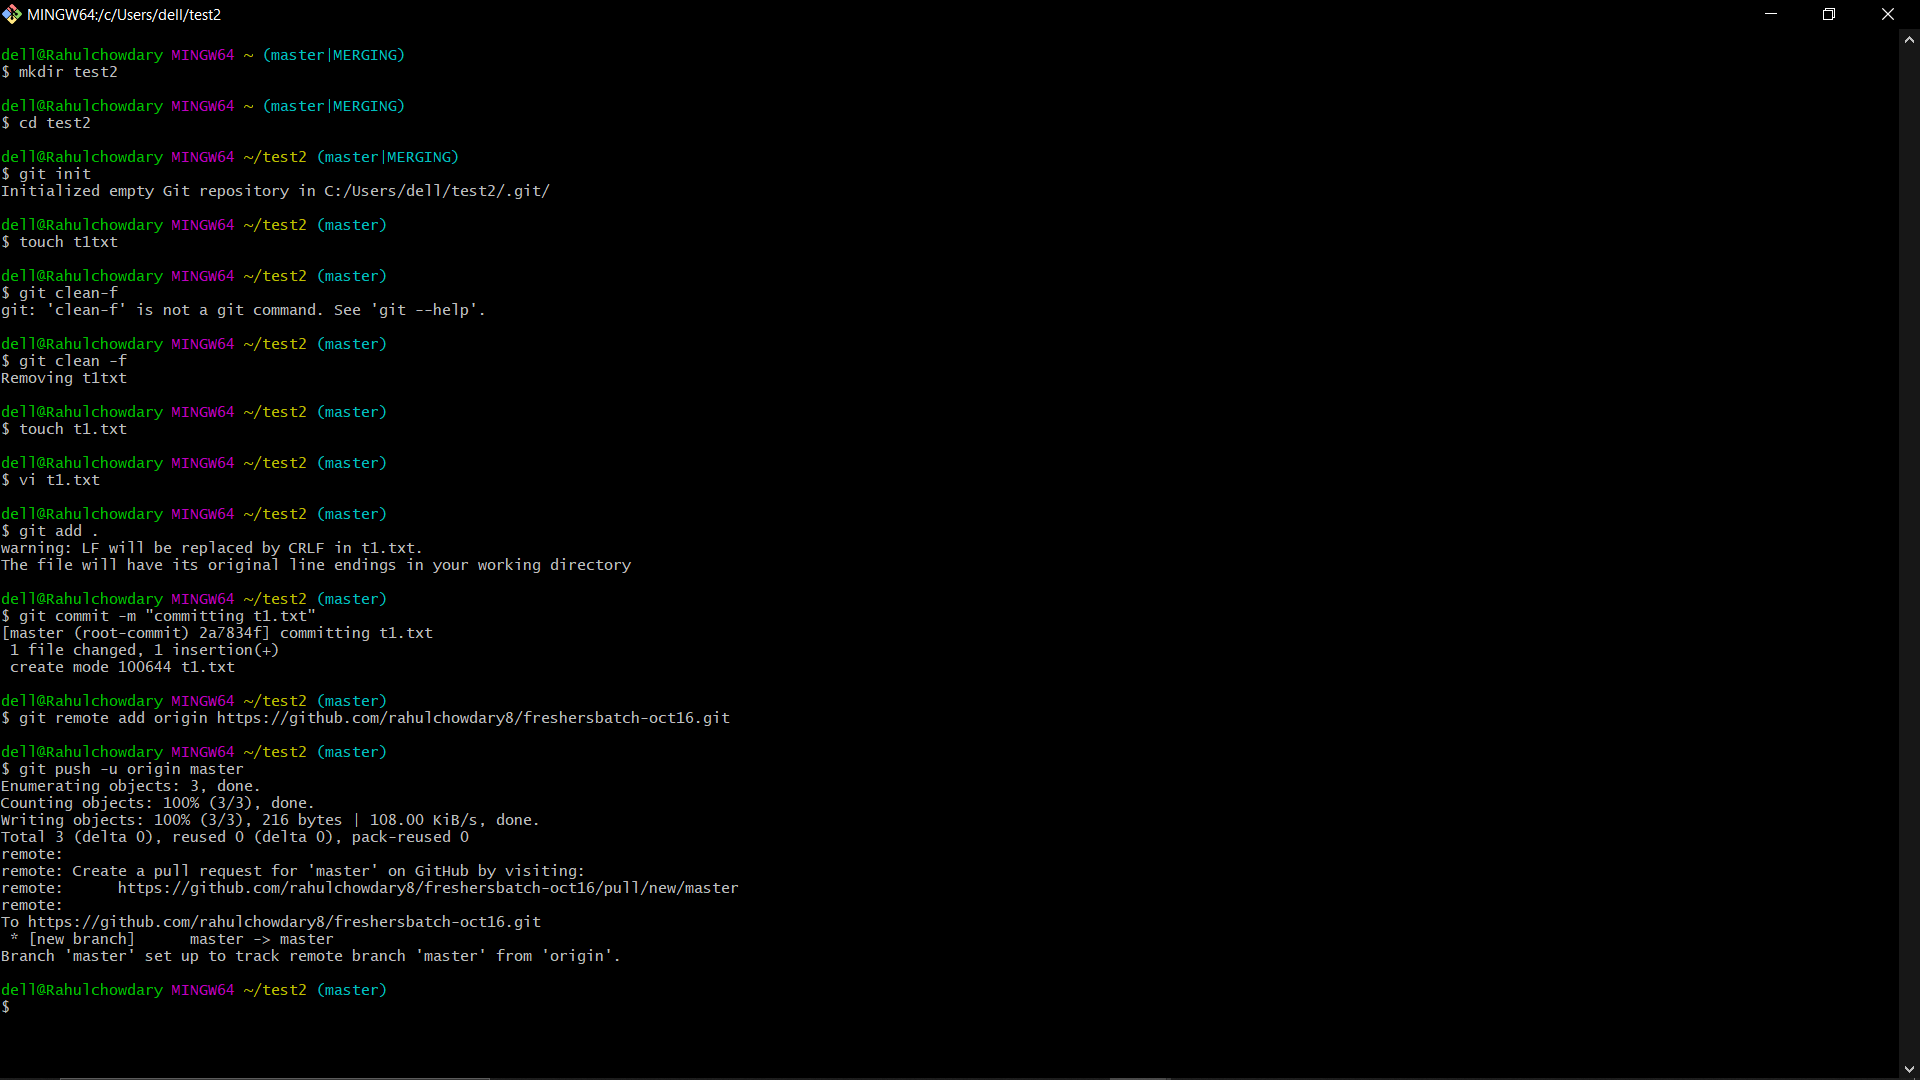 MINGW64:/c/Users/dell/test2
dell@Rahulchowdary MINGW64 ~ (master|MERGING)
$ mkdir test2
dell@Rahulchowdary MINGW64 ~ (master|MERGING)
$ cd test2
dell@Rahulchowdary MINGW64 ~/test2 (master|MERGING)
$ git init
Initialized empty Git repository in C:/Users/dell/test2/.git/
dell@Rahulchowdary MINGW64 ~/test2 (master)
$ touch t1txt
dell@Rahulchowdary MINGW64 ~/test2 (master)
$ git clean-f
git: 'clean-f' is not a git command. See 'git --help'.
dell@Rahulchowdary MINGW64 ~/test2 (master)
$ git clean -f
Removing t1txt
dell@Rahulchowdary MINGW64 ~/test2 (master)
$ touch t1.txt
dell@Rahulchowdary MINGW64 ~/test2 (master)
$ vi t1.txt
dell@Rahulchowdary MINGW64 ~/test2 (master)
$ git add .
warning: LF will be replaced by CRLF in t1.txt.
The file will have its original line endings in your working directory
dell@Rahulchowdary MINGW64 ~/test2 (master)
$ git commit -m "committing t1.txt"
[master (root-commit) 2a7834f] committing t1.txt
 1 file changed, 1 insertion(+)
 create mode 100644 t1.txt
dell@Rahulchowdary MINGW64 ~/test2 (master)
$ git remote add origin https://github.com/rahulchowdary8/freshersbatch-oct16.git
dell@Rahulchowdary MINGW64 ~/test2 (master)
$ git push -u origin master
Enumerating objects: 3, done.
Counting objects: 100% (3/3), done.
Writing objects: 100% (3/3), 216 bytes | 108.00 KiB/s, done.
Total 3 (delta 0), reused 0 (delta 0), pack-reused 0
remote:
remote: Create a pull request for 'master' on GitHub by visiting:
remote:      https://github.com/rahulchowdary8/freshersbatch-oct16/pull/new/master
remote:
To https://github.com/rahulchowdary8/freshersbatch-oct16.git
 * [new branch]      master -> master
Branch 'master' set up to track remote branch 'master' from 'origin'.
dell@Rahulchowdary MINGW64 ~/test2 (master)
$